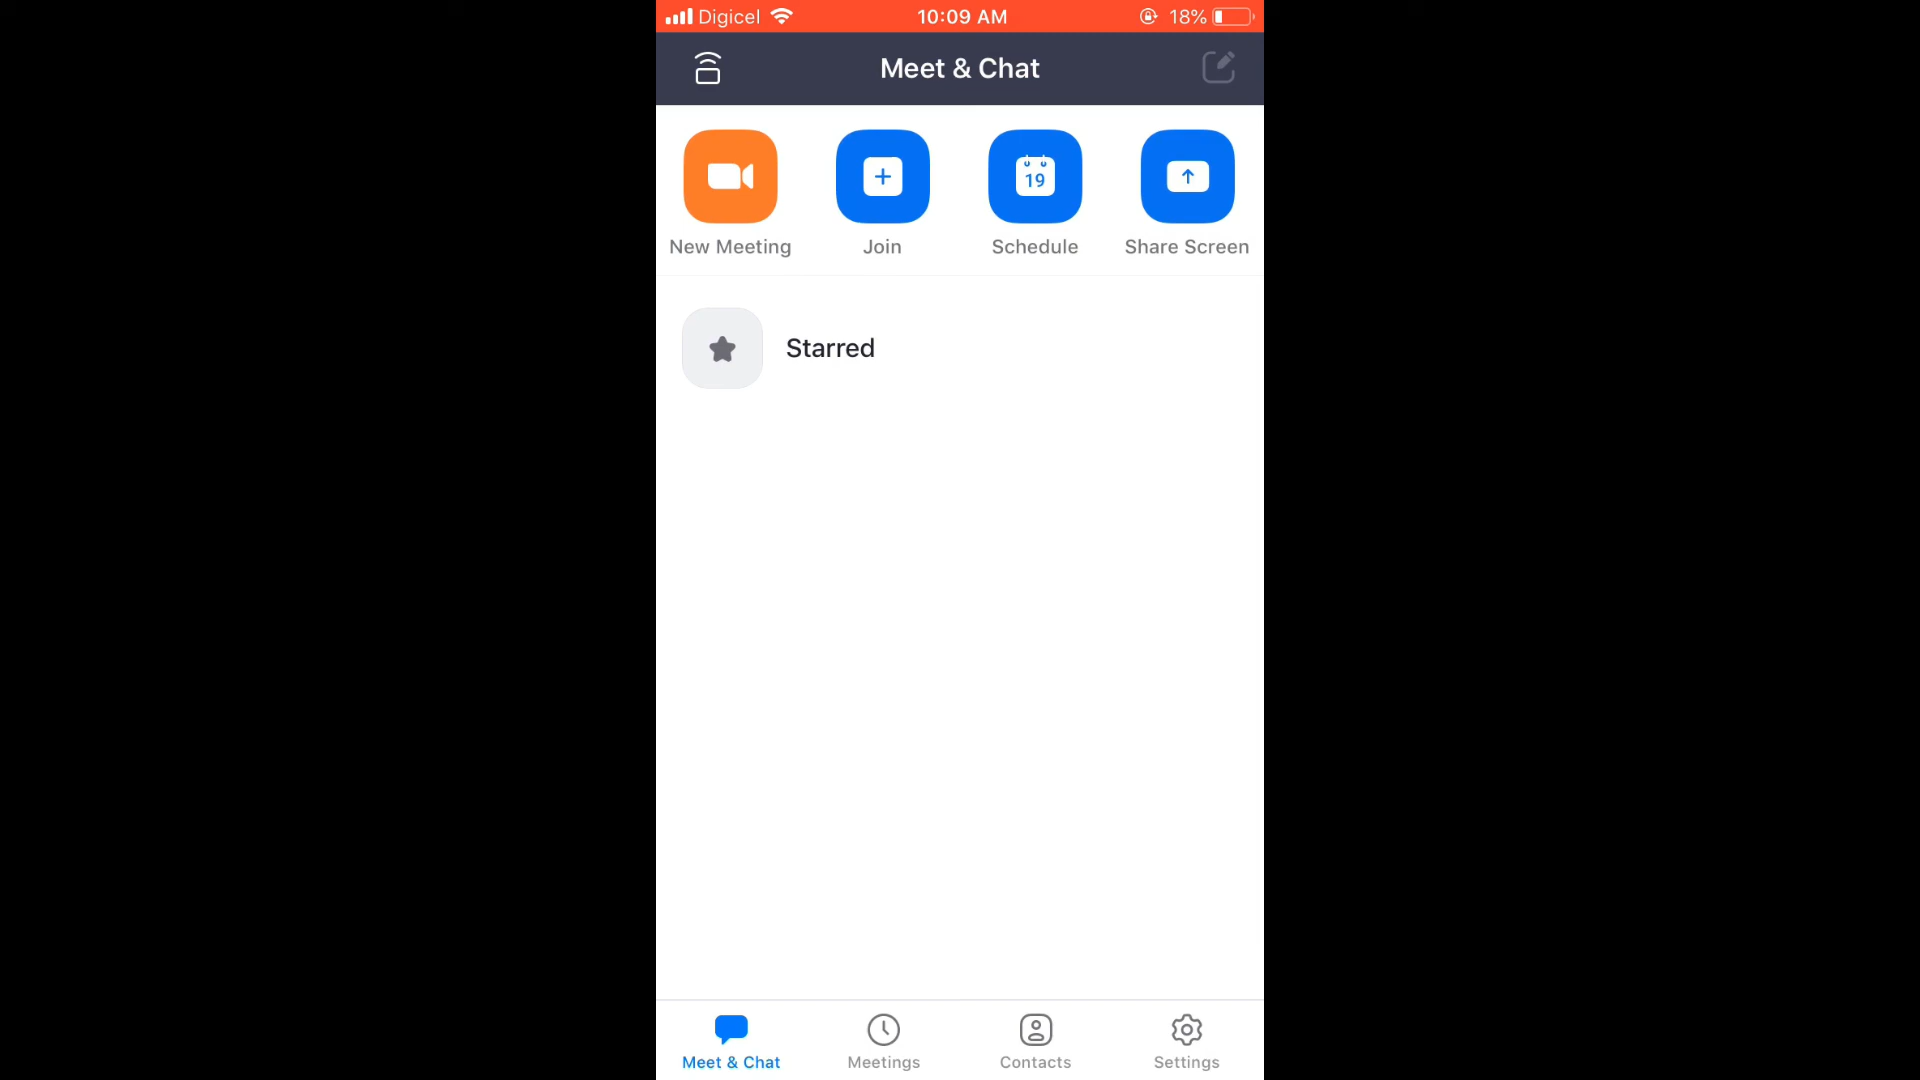 Digicel 10:09 AM 18%
Meet & Chat
19
New Meeting Join Schedule Share Screen
Starred
Meet & Chat Meetings Contacts Settings